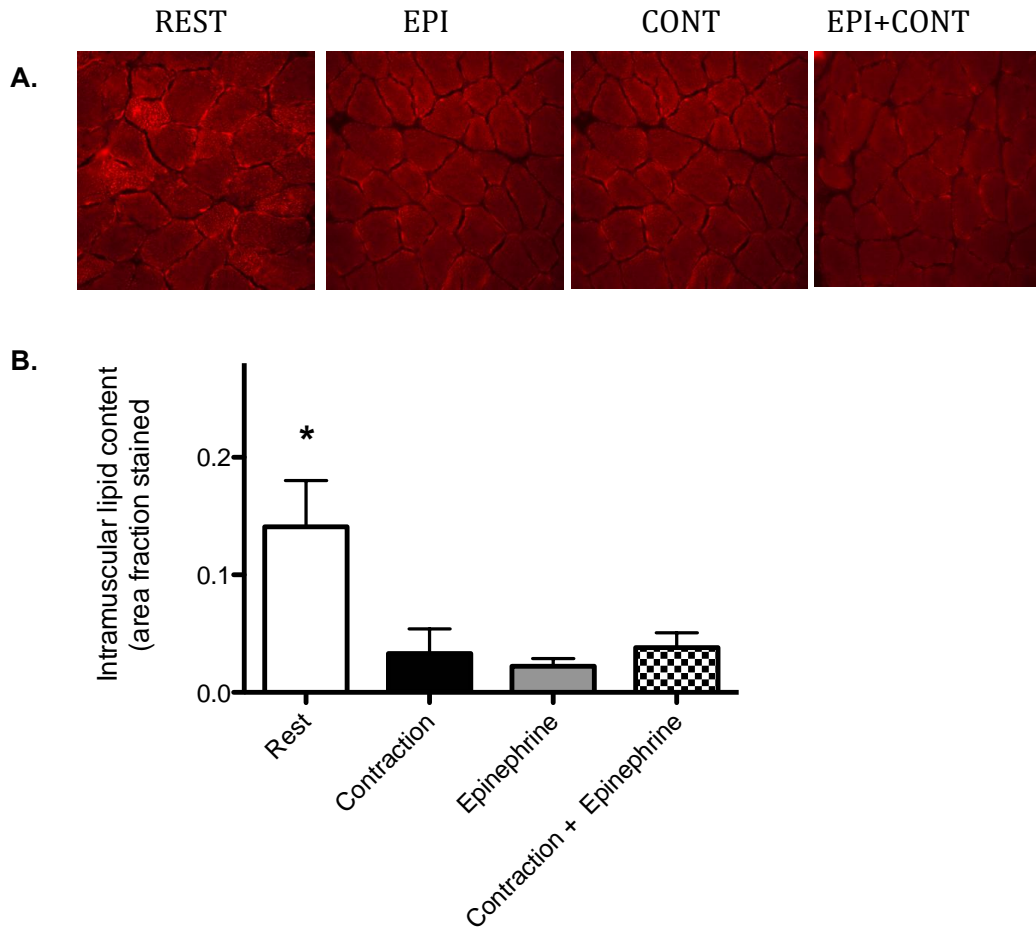 REST EPI CONT EPI+CONT
A.
B.
Intramuscular lipid content
(area fraction stained
*
0.2
0.1
0.0
Rest
Contraction
Epinephrine
Contraction + Epinephrine